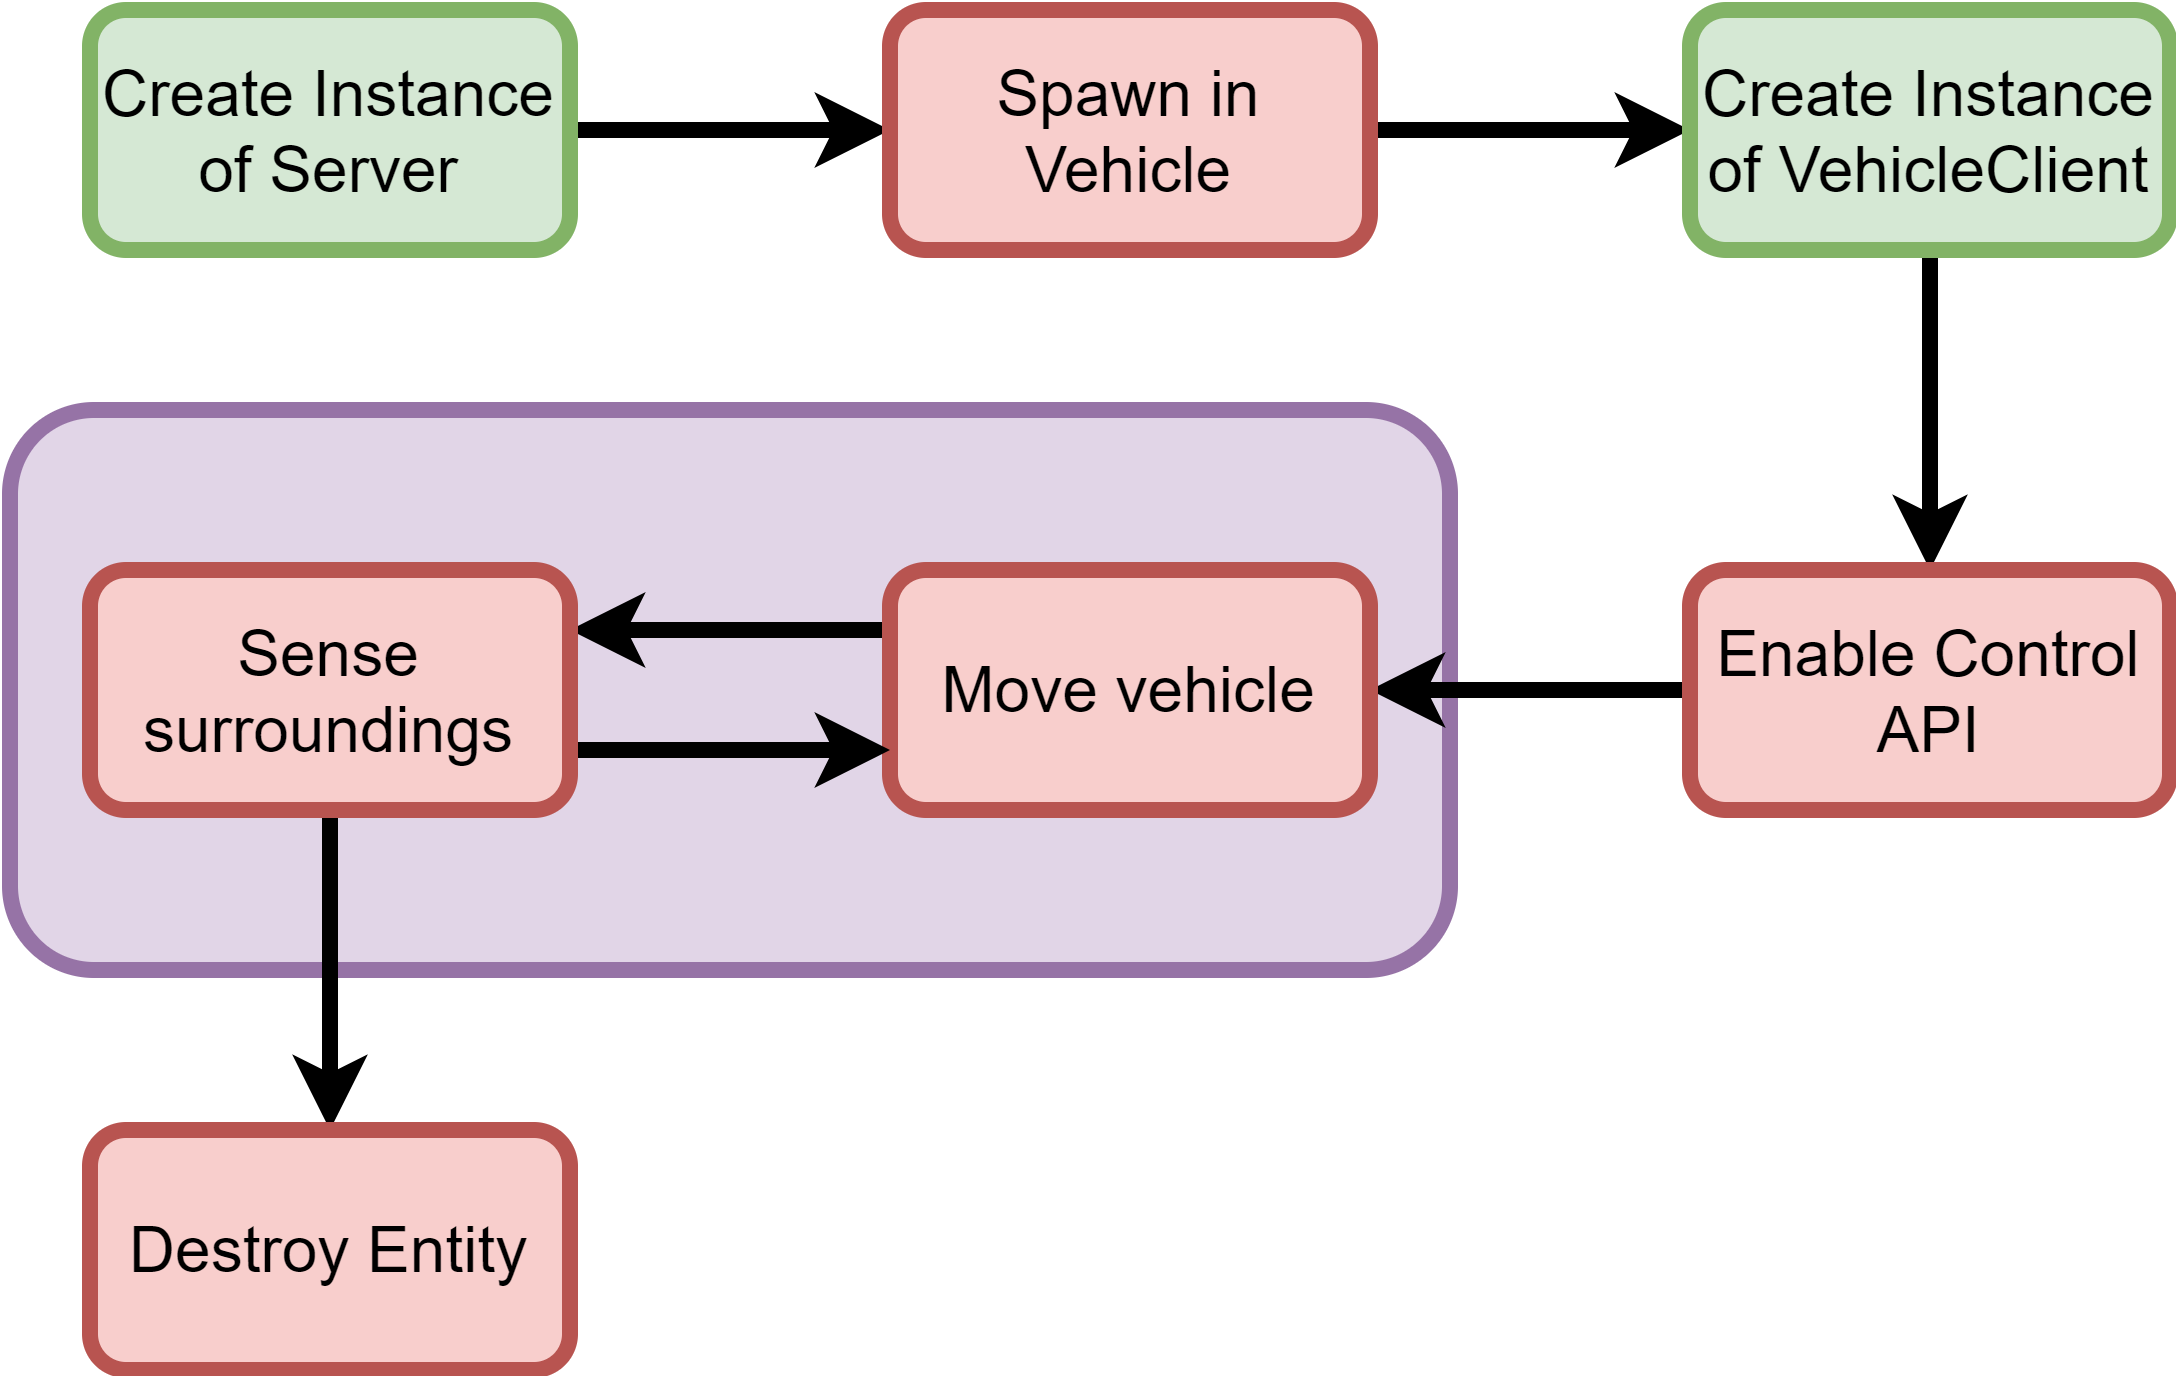 Create Instance
of Server
Spawn in
Vehicle
Create Instance
of VehicleClient
Sense
surroundings
Move vehicle
Enable Control
API
Destroy Entity